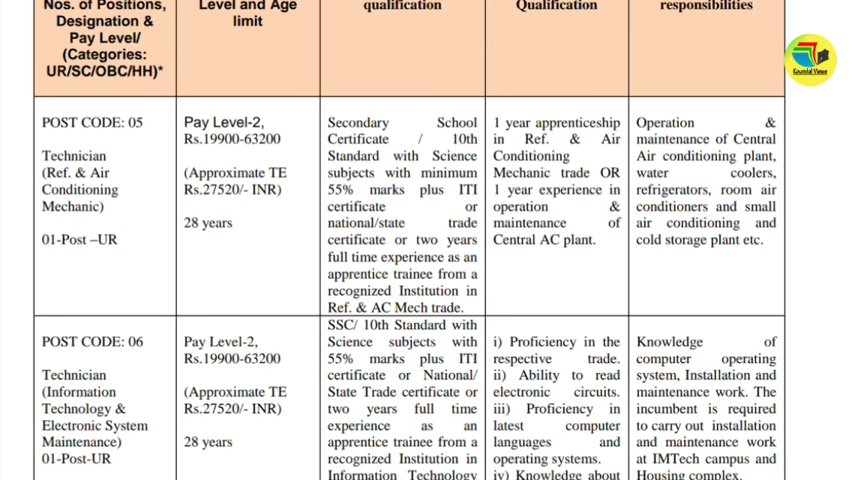 Nos. of Positions,
Designation &
Pay Level/
(Categories:
UR/SC/OBC/HH)*
Level and Age
limit
qualification
Qualification
responsibilities
Koundal Views
POST CODE: 05
Technician
(Ref. & Air
Conditioning
Mechanic)
01-Post –UR
Pay Level-2,
Rs.19900-63200
(Approximate TE
Rs.27520/- INR)
28 years
Secondary School
Certificate / 10th
Standard with Science
subjects with minimum
55% marks plus ITI
certificate or
national/state trade
certificate or two years
full time experience as an
apprentice trainee from a
recognized Institution in
Ref. & AC Mech trade.
1 year apprenticeship
in Ref. & Air
Conditioning
Mechanic trade OR
1 year experience in
operation &
maintenance of
Central AC plant.
Operation &
maintenance of Central
Air conditioning plant,
water coolers,
refrigerators, room air
conditioners and small
air conditioning and
cold storage plant etc.
POST CODE: 06
Technician
(Information
Technology &
Electronic System
Maintenance)
01-Post-UR
Pay Level-2,
Rs.19900-63200
(Approximate TE
Rs.27520/- INR)
28 years
SSC/ 10th Standard with
Science subjects with
55% marks plus ITI
certificate or National/
State Trade certificate or
two years full time
experience as an
apprentice trainee from a
recognized Institution in
Information Technology
i) Proficiency in the
respective trade.
ii) Ability to read
electronic circuits.
iii) Proficiency in
latest computer
languages and
operating systems.
iv) Knowledge about
Knowledge of
computer operating
system, Installation and
maintenance work. The
incumbent is required
to carry out installation
and maintenance work
at IMTech campus and
Housing complex.